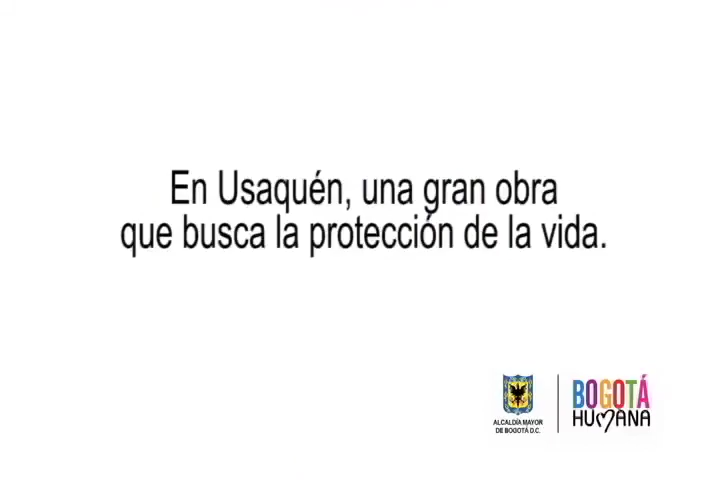 En Usaquén, una gran obra
que busca la protección de la vida.
ALCALDÍA MAYOR
DE BOGOTÁ D.C.
BOGOTÁ
HUMANA